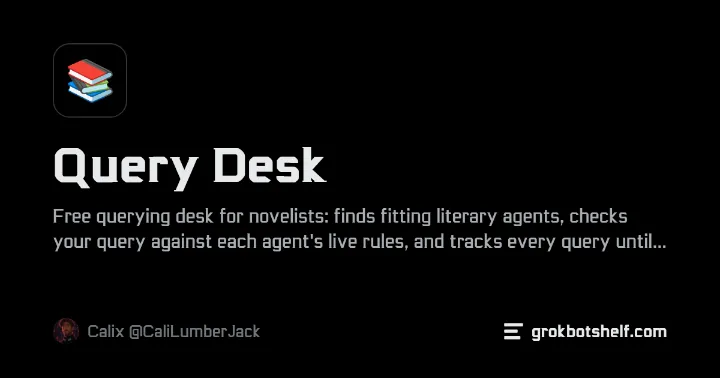 Query Desk
Free querying desk for novelists: finds fitting literary agents, checks
your query against each agent's live rules, and tracks every query until...
Calix @CaliLumberJack
grokbotshelf.com